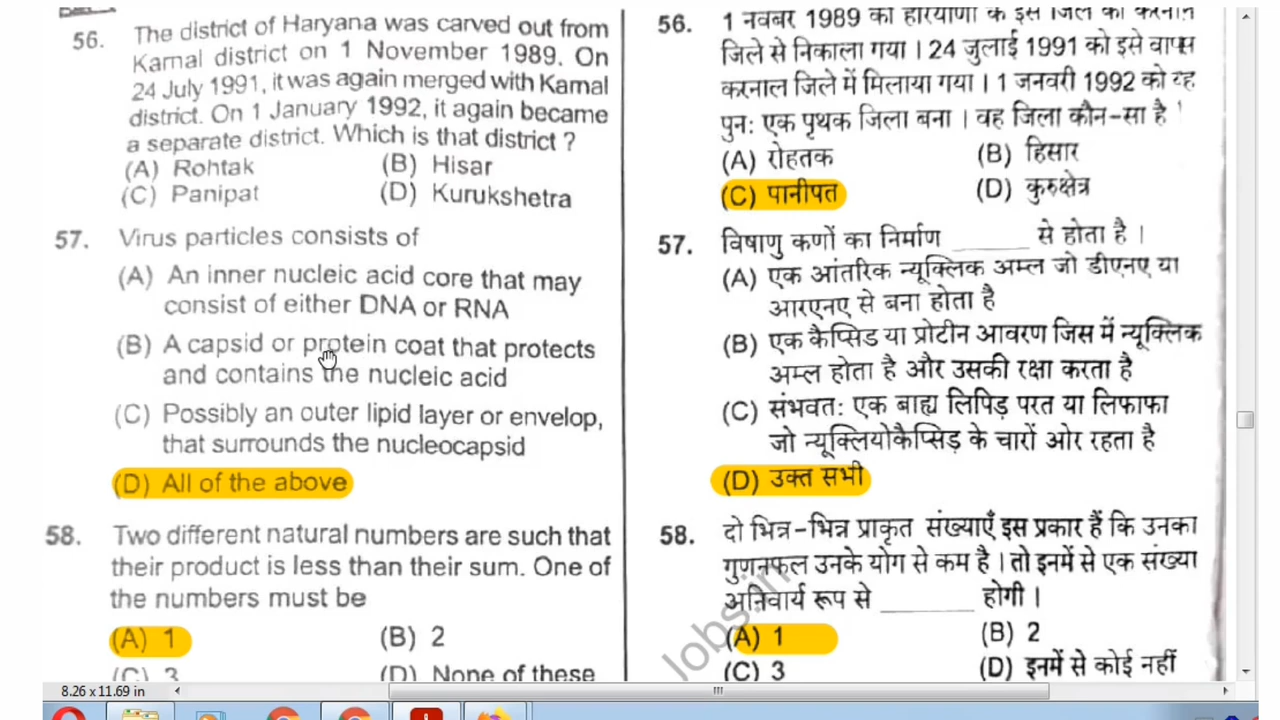 56. The district of Haryana was carved out from
Karnal district on 1 November 1989. On
24 July 1991, it was again merged with Karnal
district. On 1 January 1992, it again became
a separate district. Which is that district ?
(A) Rohtak (B) Hisar
(C) Panipat (D) Kurukshetra
57. Virus particles consists of
(A) An inner nucleic acid core that may
consist of either DNA or RNA
(B) A capsid or protein coat that protects
and contains the nucleic acid
(C) Possibly an outer lipid layer or envelop,
that surrounds the nucleocapsid
(D) All of the above
58. Two different natural numbers are such that
their product is less than their sum. One of
the numbers must be
(A) 1 (B) 2
(C) 3 (D) None of these
56. 1 नवंबर 1989 को हरियाणा के इस जिले को करनाल
जिले से निकाला गया । 24 जुलाई 1991 को इसे वापस
करनाल जिले में मिलाया गया । 1 जनवरी 1992 को वह
पुन: एक पृथक जिला बना । वह जिला कौन-सा है
(A) रोहतक (B) हिसार
(C) पानीपत (D) कुरुक्षेत्र
57. विषाणु कणों का निर्माण ______ से होता है ।
(A) एक आंतरिक न्यूक्लिक अम्ल जो डीएनए या
आरएनए से बना होता है
(B) एक कैप्सिड या प्रोटीन आवरण जिस में न्यूक्लिक
अम्ल होता है और उसकी रक्षा करता है
(C) संभवत: एक बाह्य लिपिड़ परत या लिफाफा
जो न्यूक्लियोकैप्सिड़ के चारों ओर रहता है
(D) उक्त सभी
58. दो भिन्न-भिन्न प्राकृत संख्याएँ इस प्रकार हैं कि उनका
गुणनफल उनके योग से कम है । तो इनमें से एक संख्या
अनिवार्य रूप से ______ होगी ।
(A) 1 (B) 2
(C) 3 (D) इनमें से कोई नहीं
Jobs.in
8.26 x 11.69 in